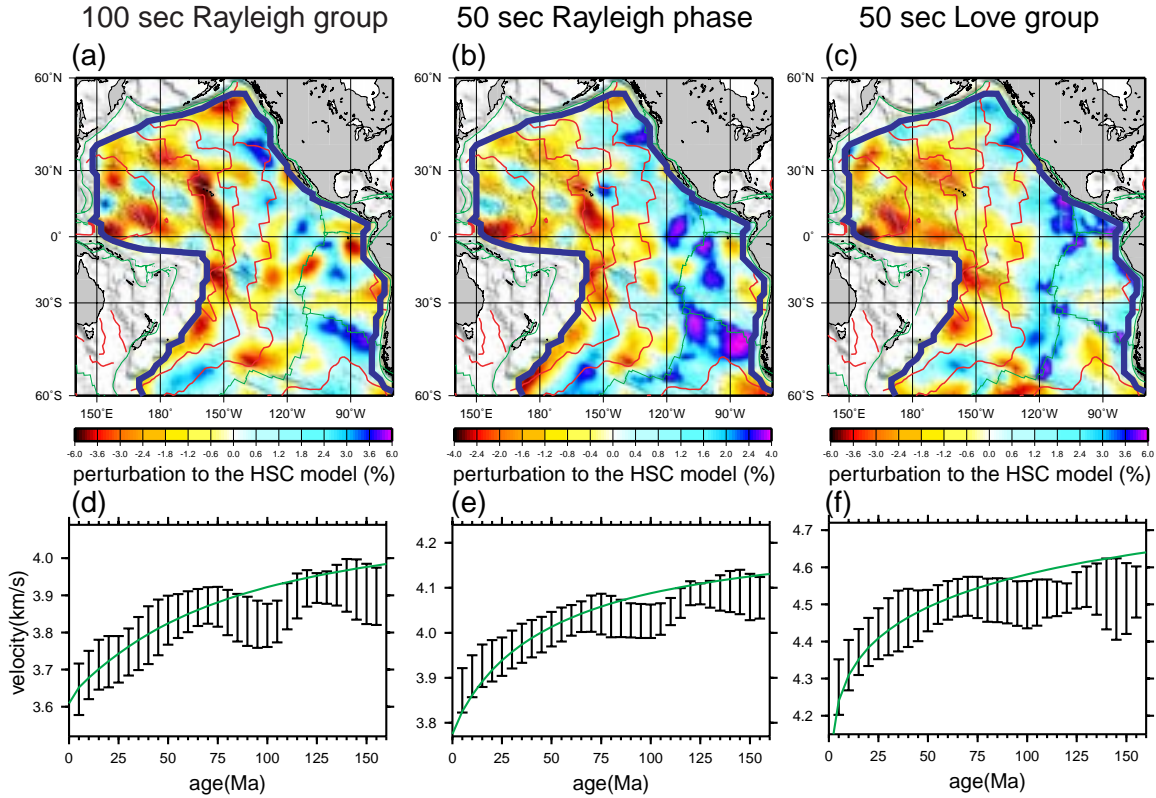 100 sec Rayleigh group 50 sec Rayleigh phase 50 sec Love group
(a) (b) (c)
60˚N 60˚N 60˚N
30˚N 30˚N 30˚N
0˚ 0˚ 0˚
30˚S 30˚S 30˚S
60˚S 60˚S 60˚S
150˚E 180˚ 150˚W 120˚W 90˚W 150˚E 180˚ 150˚W 120˚W 90˚W 150˚E 180˚ 150˚W 120˚W 90˚W
-6.0 -3.6 -3.0 -2.4 -1.8 -1.2 -0.6 0.0 0.6 1.2 1.8 2.4 3.0 3.6 6.0 -4.0 -2.4 -2.0 -1.6 -1.2 -0.8 -0.4 0.0 0.4 0.8 1.2 1.6 2.0 2.4 4.0 -6.0 -3.6 -3.0 -2.4 -1.8 -1.2 -0.6 0.0 0.6 1.2 1.8 2.4 3.0 3.6 6.0
perturbation to the HSC model (%) perturbation to the HSC model (%) perturbation to the HSC model (%)
(d) (e) (f)
velocity(km/s)
4.0
3.9
3.8
3.7
3.6
0 25 50 75 100 125 150
age(Ma)
4.2
4.1
4.0
3.9
3.8
0 25 50 75 100 125 150
age(Ma)
4.7
4.6
4.5
4.4
4.3
4.2
0 25 50 75 100 125 150
age(Ma)